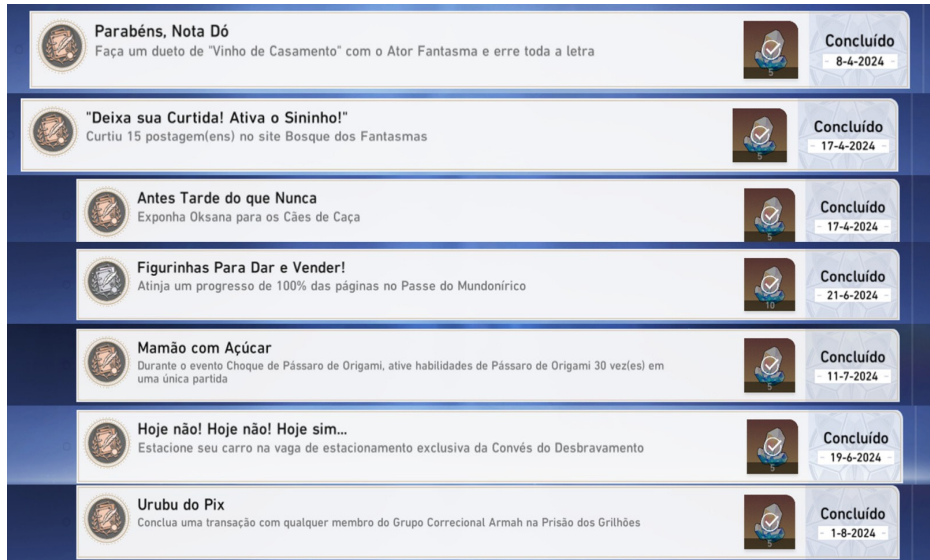 Parabéns, Nota Dó
Faça um dueto de "Vinho de Casamento" com o Ator Fantasma e erre toda a letra
5
Concluído
8-4-2024
"Deixa sua Curtida! Ativa o Sininho!"
Curtiu 15 postagem(ens) no site Bosque dos Fantasmas
5
Concluído
17-4-2024
Antes Tarde do que Nunca
Exponha Oksana para os Cães de Caça
5
Concluído
17-4-2024
Figurinhas Para Dar e Vender!
Atinja um progresso de 100% das páginas no Passe do Mundonírico
10
Concluído
21-6-2024
Mamão com Açúcar
Durante o evento Choque de Pássaro de Origami, ative habilidades de Pássaro de Origami 30 vez(es) em
uma única partida
5
Concluído
11-7-2024
Hoje não! Hoje não! Hoje sim...
Estacione seu carro na vaga de estacionamento exclusiva da Convés do Desbravamento
5
Concluído
19-6-2024
Urubu do Pix
Conclua uma transação com qualquer membro do Grupo Correcional Armah na Prisão dos Grilhões
5
Concluído
1-8-2024